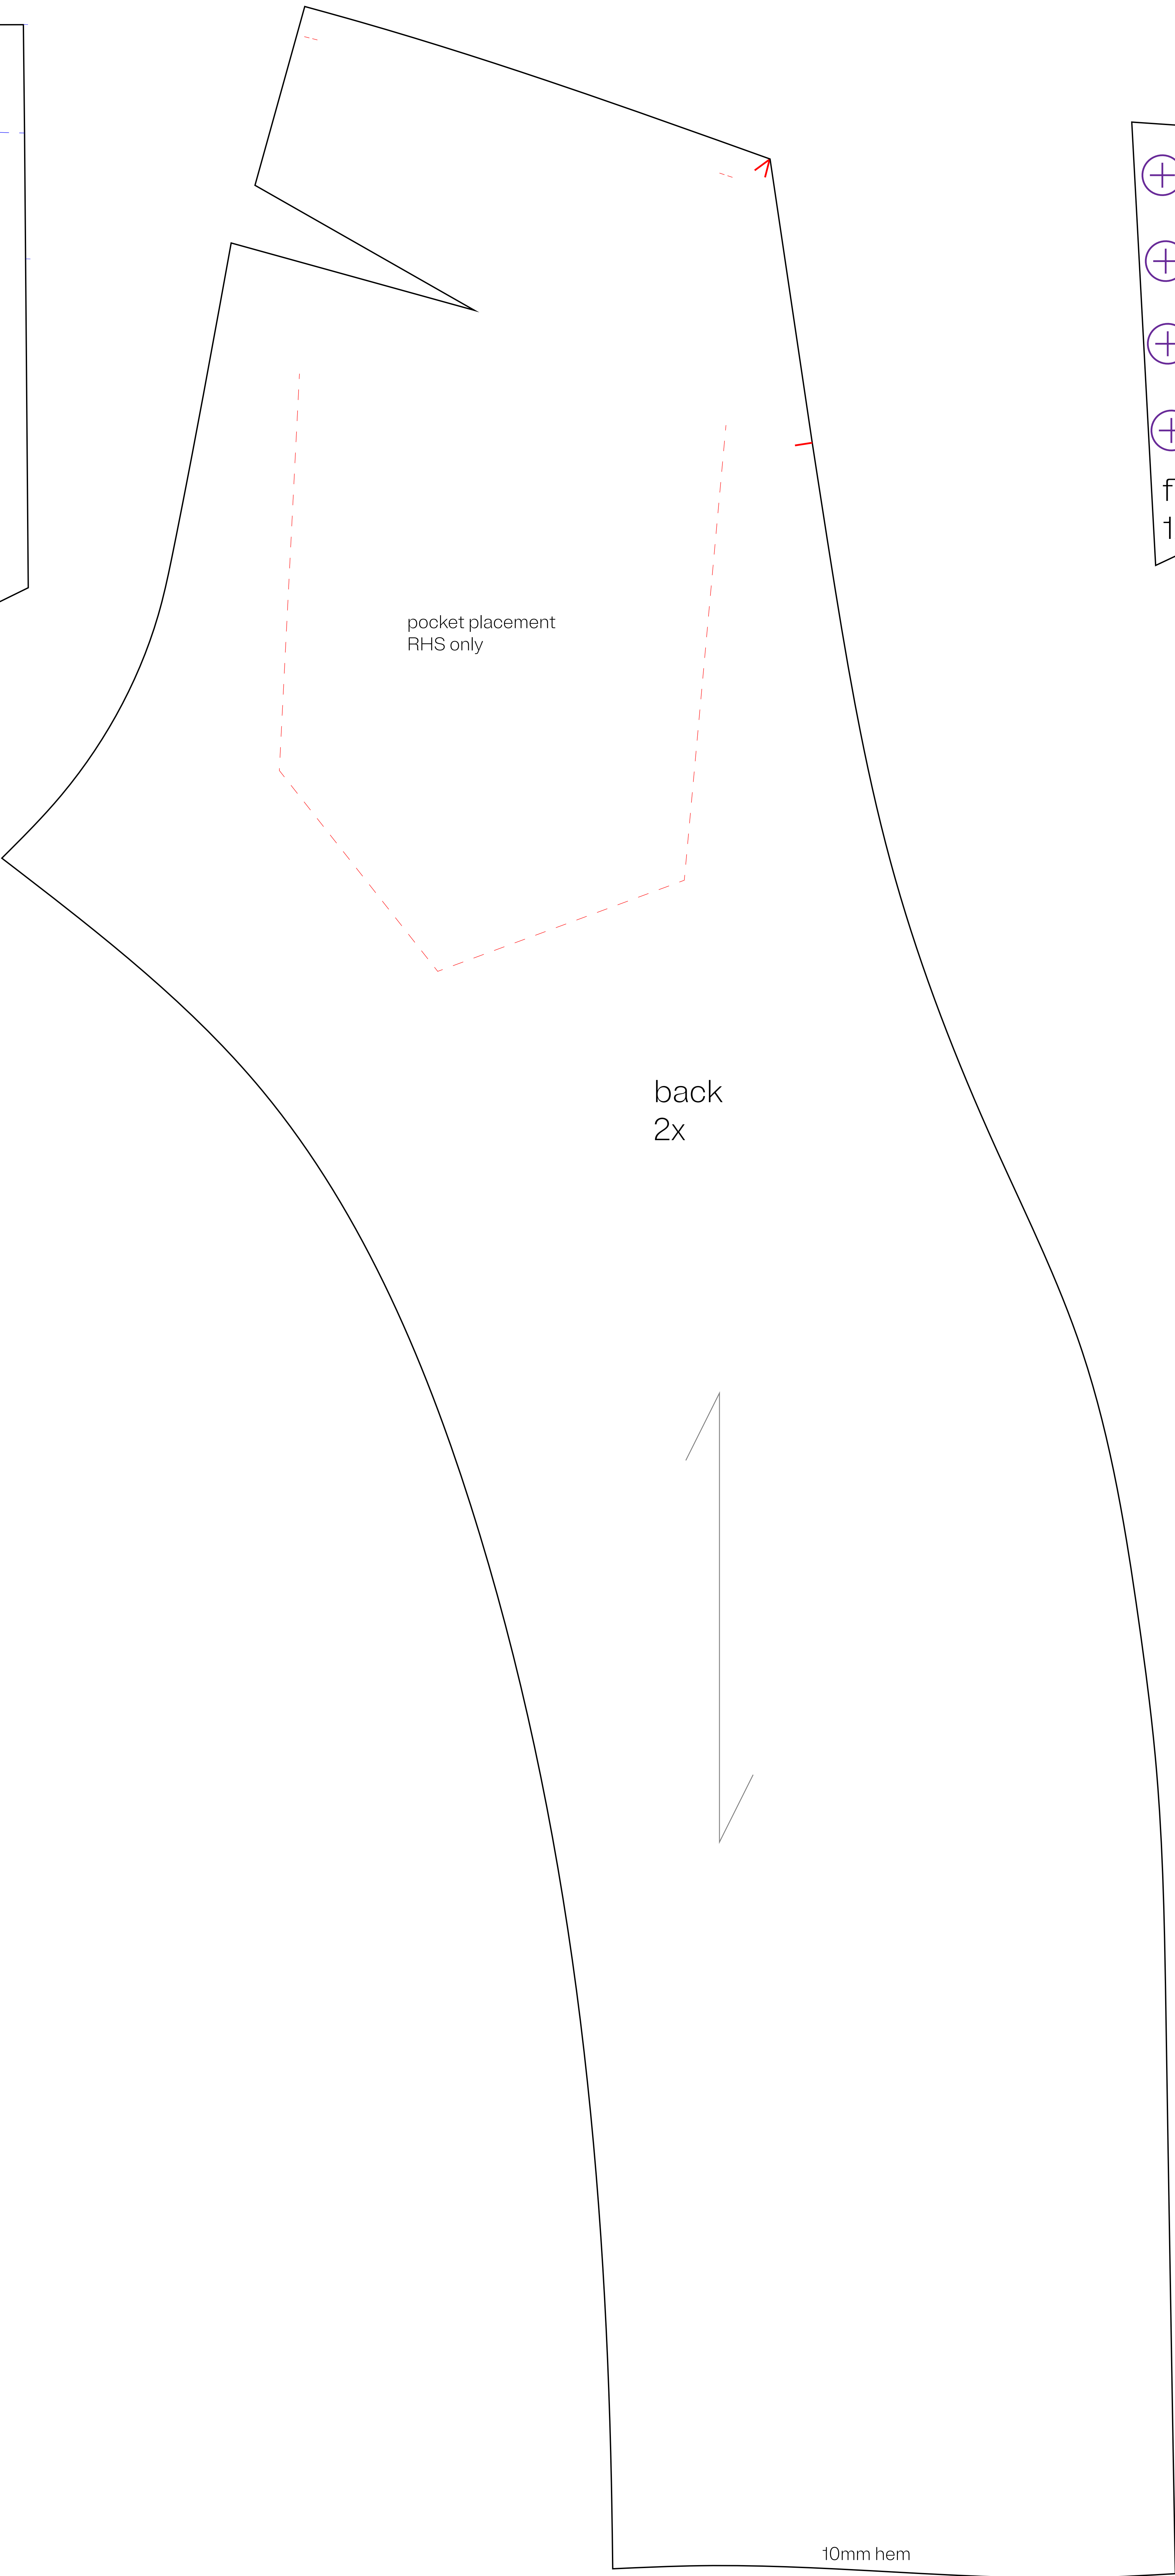 pocket placement
RHS only
back
2x
10mm hem